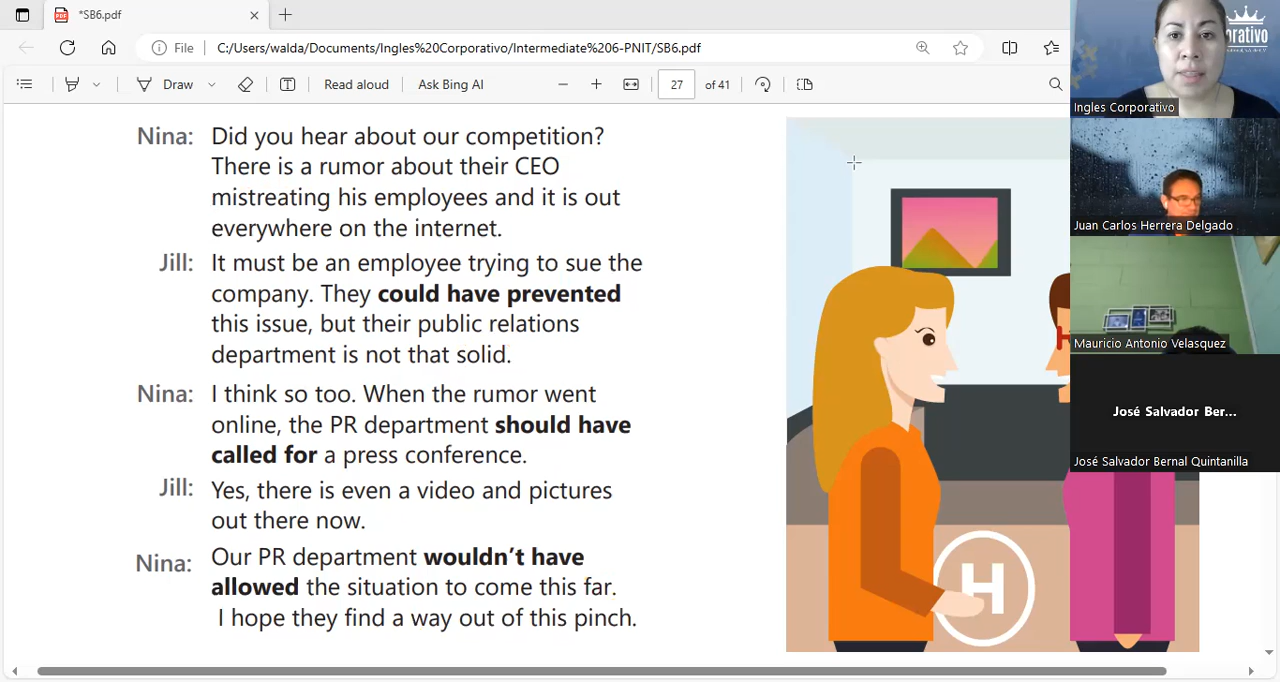 *SB6.pdf
File C:/Users/walda/Documents/Ingles%20Corporativo/Intermediate%206-PNIT/SB6.pdf
Draw Read aloud Ask Bing AI 27 of 41
Nina: Did you hear about our competition?
There is a rumor about their CEO
mistreating his employees and it is out
everywhere on the internet.
Jill: It must be an employee trying to sue the
company. They could have prevented
this issue, but their public relations
department is not that solid.
Nina: I think so too. When the rumor went
online, the PR department should have
called for a press conference.
Jill: Yes, there is even a video and pictures
out there now.
Nina: Our PR department wouldn't have
allowed the situation to come this far.
I hope they find a way out of this pinch.
H
Ingles Corporativo
Juan Carlos Herrera Delgado
Mauricio Antonio Velasquez
José Salvador Ber...
José Salvador Bernal Quintanilla